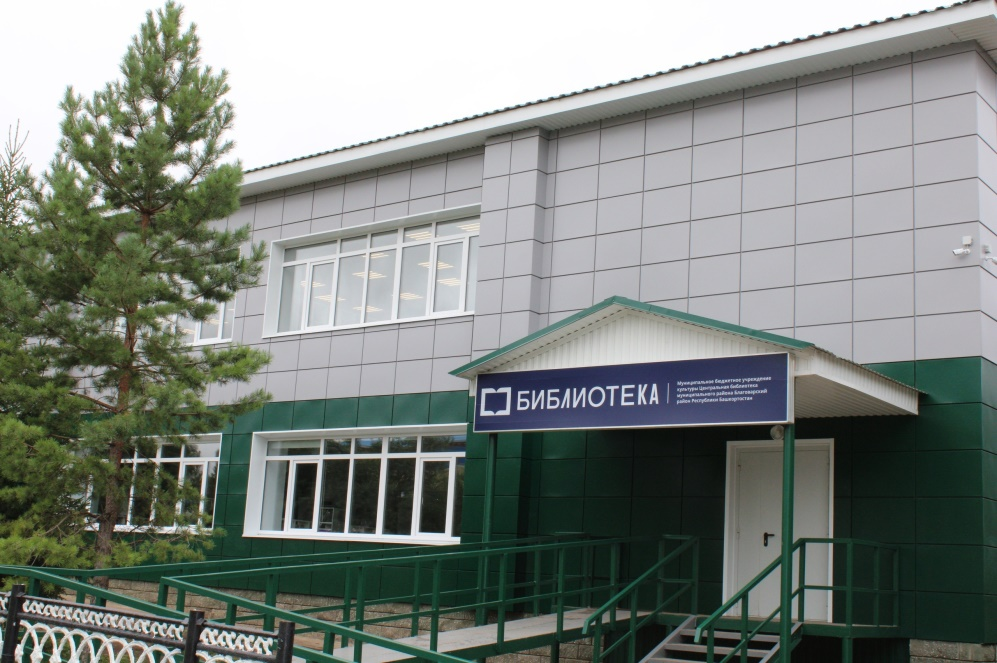 БИБЛИОТЕКА
Муниципальное бюджетное учреждение
культуры Центральная библиотека
муниципального района Благоварский
район Республики Башкортостан